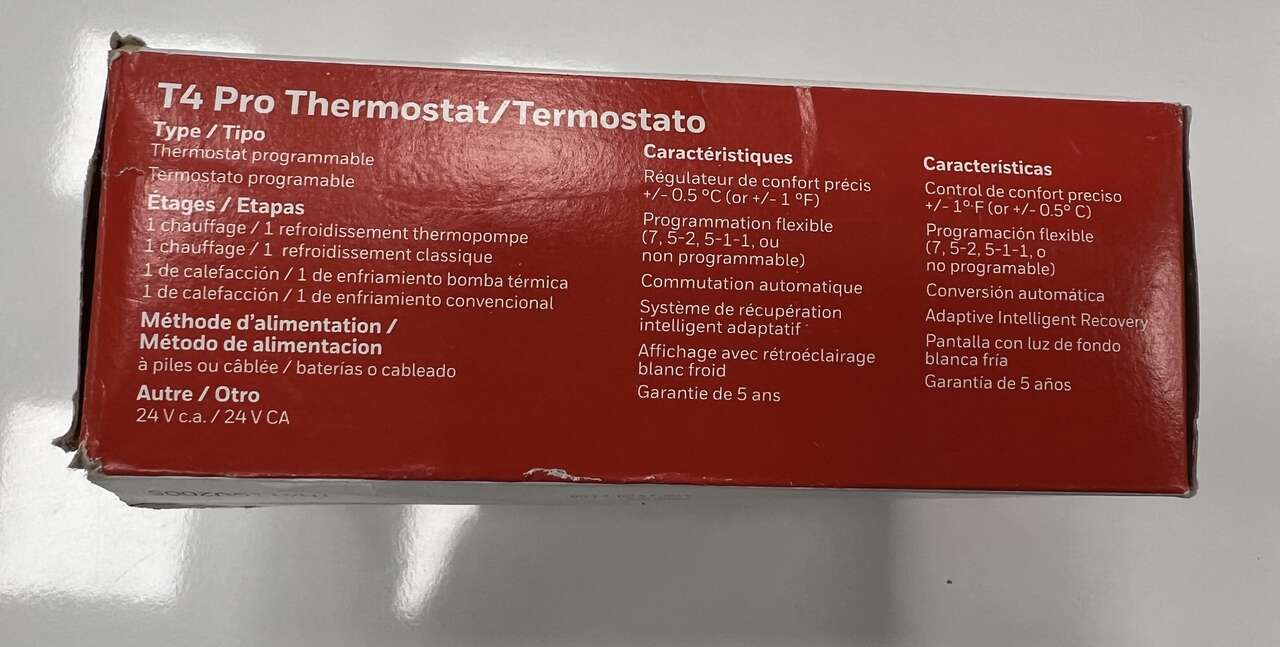 T4 Pro Thermostat/Termostato
Type / Tipo
Thermostat programmable
Termostato programable
Étages / Etapas
1 chauffage / 1 refroidissement thermopompe
1 chauffage / 1 refroidissement classique
1 de calefacción / 1 de enfriamiento bomba térmica
1 de calefacción / 1 de enfriamiento convencional
Méthode d'alimentation /
Método de alimentacion
à piles ou câblée / baterías o cableado
Autre / Otro
24 V c.a. / 24 V CA
Caractéristiques
Régulateur de confort précis
+/- 0.5 ºC (or +/- 1 ºF)
Programmation flexible
(7, 5-2, 5-1-1, ou
non programmable)
Commutation automatique
Système de récupération
intelligent adaptatif
Affichage avec rétroéclairage
blanc froid
Garantie de 5 ans
Características
Control de confort preciso
+/- 1º F (or +/- 0.5º C)
Programación flexible
(7, 5-2, 5-1-1, o
no programable)
Conversión automática
Adaptive Intelligent Recovery
Pantalla con luz de fondo
blanca fría
Garantía de 5 años